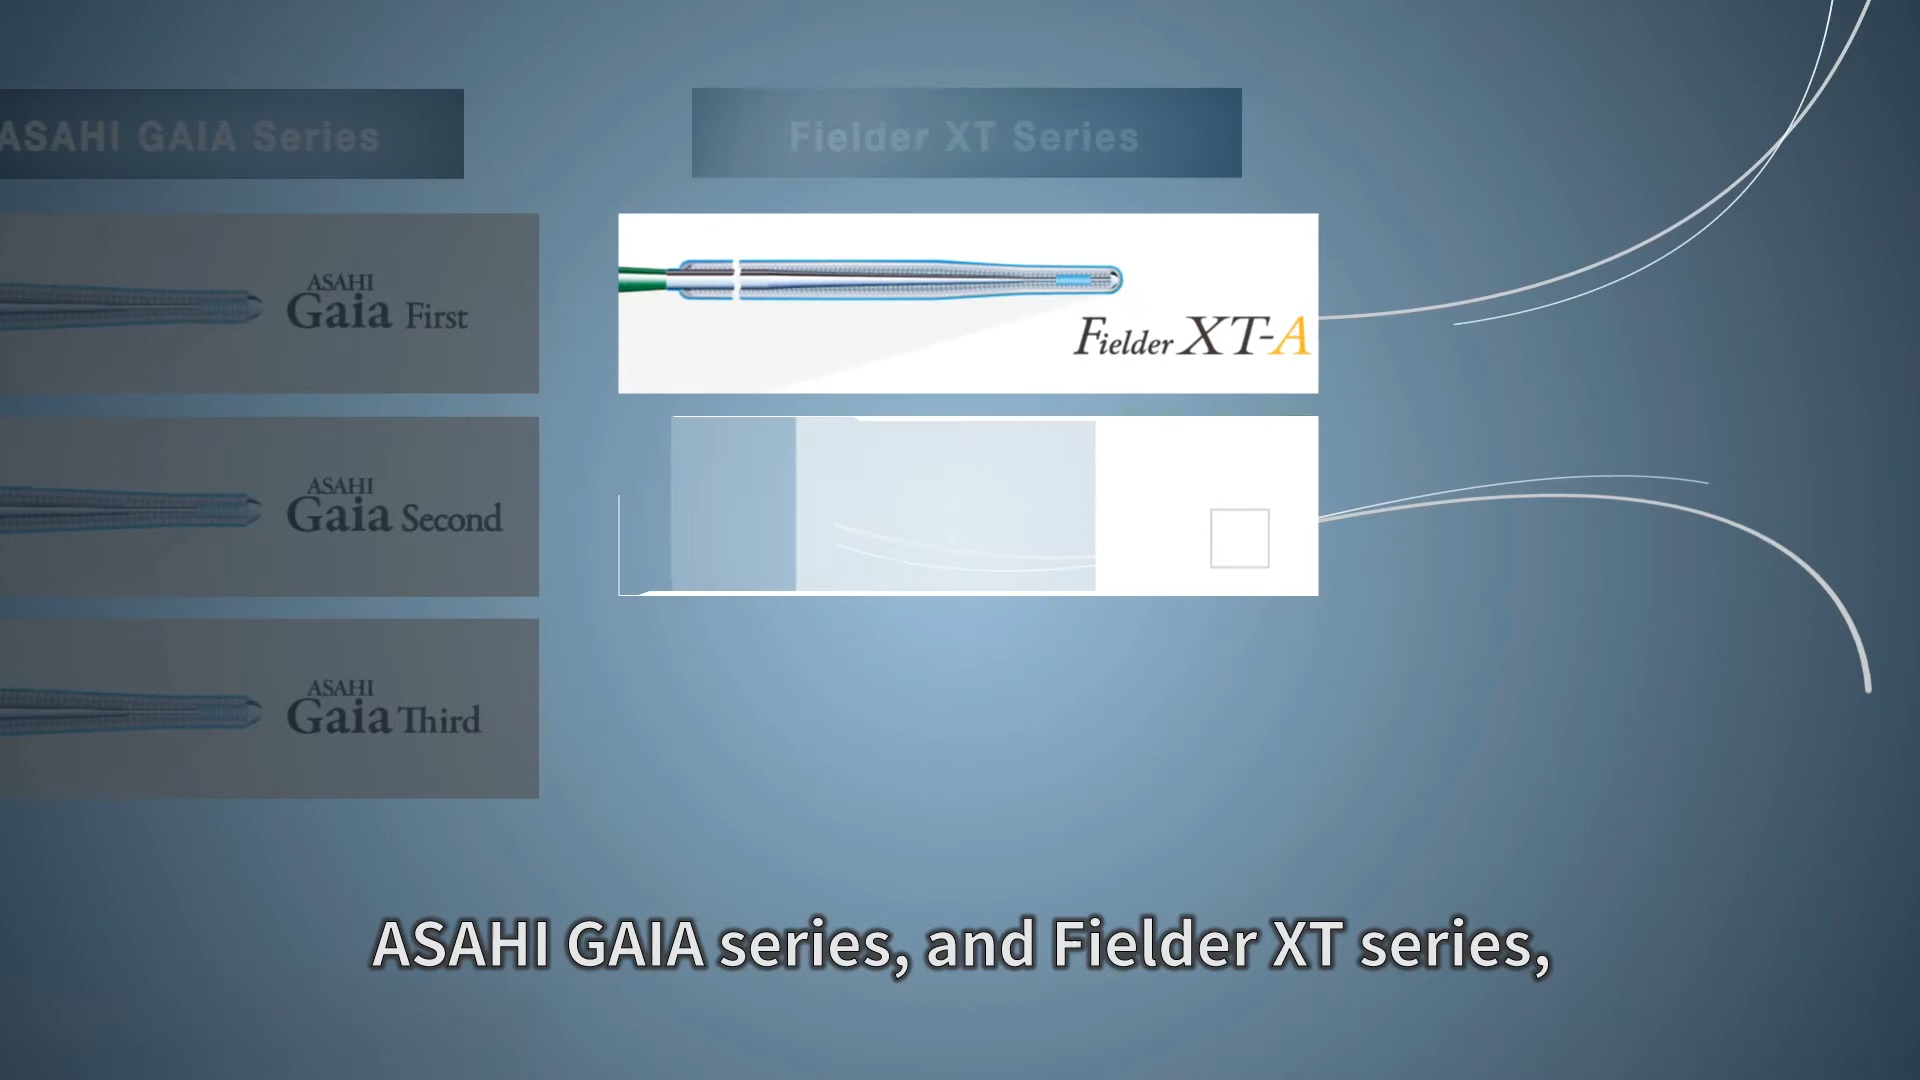 ASAHI GAIA Series
ASAHI
Gaia First
ASAHI
Gaia Second
ASAHI
Gaia Third
Fielder XT Series
Fielder XT-A
ASAHI GAIA series, and Fielder XT series,